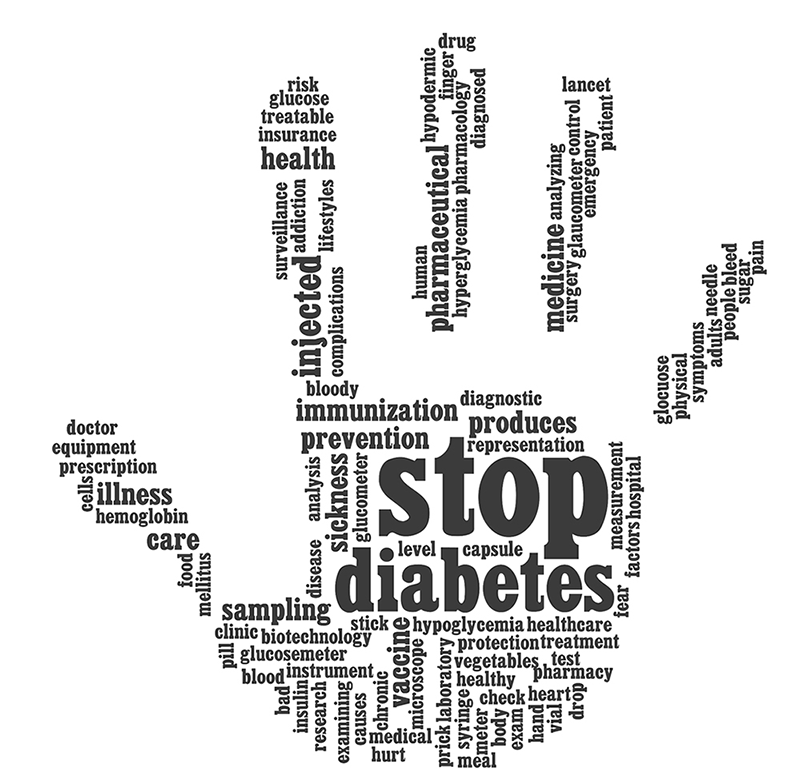 drug
hypodermic
finger
pharmacology
diagnosed
pharmaceutical
human
hyperglycemia
lancet
control
patient
analyzing
emergency
glaucometer
medicine
surgery
risk
glucose
treatable
insurance
health
surveillance
addiction
lifestyles
injected
complications
bloody
bleed
pain
sugar
needle
people
adults
symptoms
physical
glocuose
immunization
diagnostic
produces
prevention
representation
doctor
equipment
prescription
cells
illness
hemoglobin
care
food
mellitus
analysis
sickness
glucometer
stop
measurement
hospital
factors
level capsule
disease
diabetes
fear
sampling
stick
hypoglycemia healthcare
clinic biotechnology
vaccine
protection treatment
pill
glucosemeter
microscope
laboratory
vegetables test
blood instrument
healthy pharmacy
bad
insulin
research
examining
causes
chronic
syringe
check heart
drop
medical
prick
meter
body
exam
hand
vial
hurt
meal